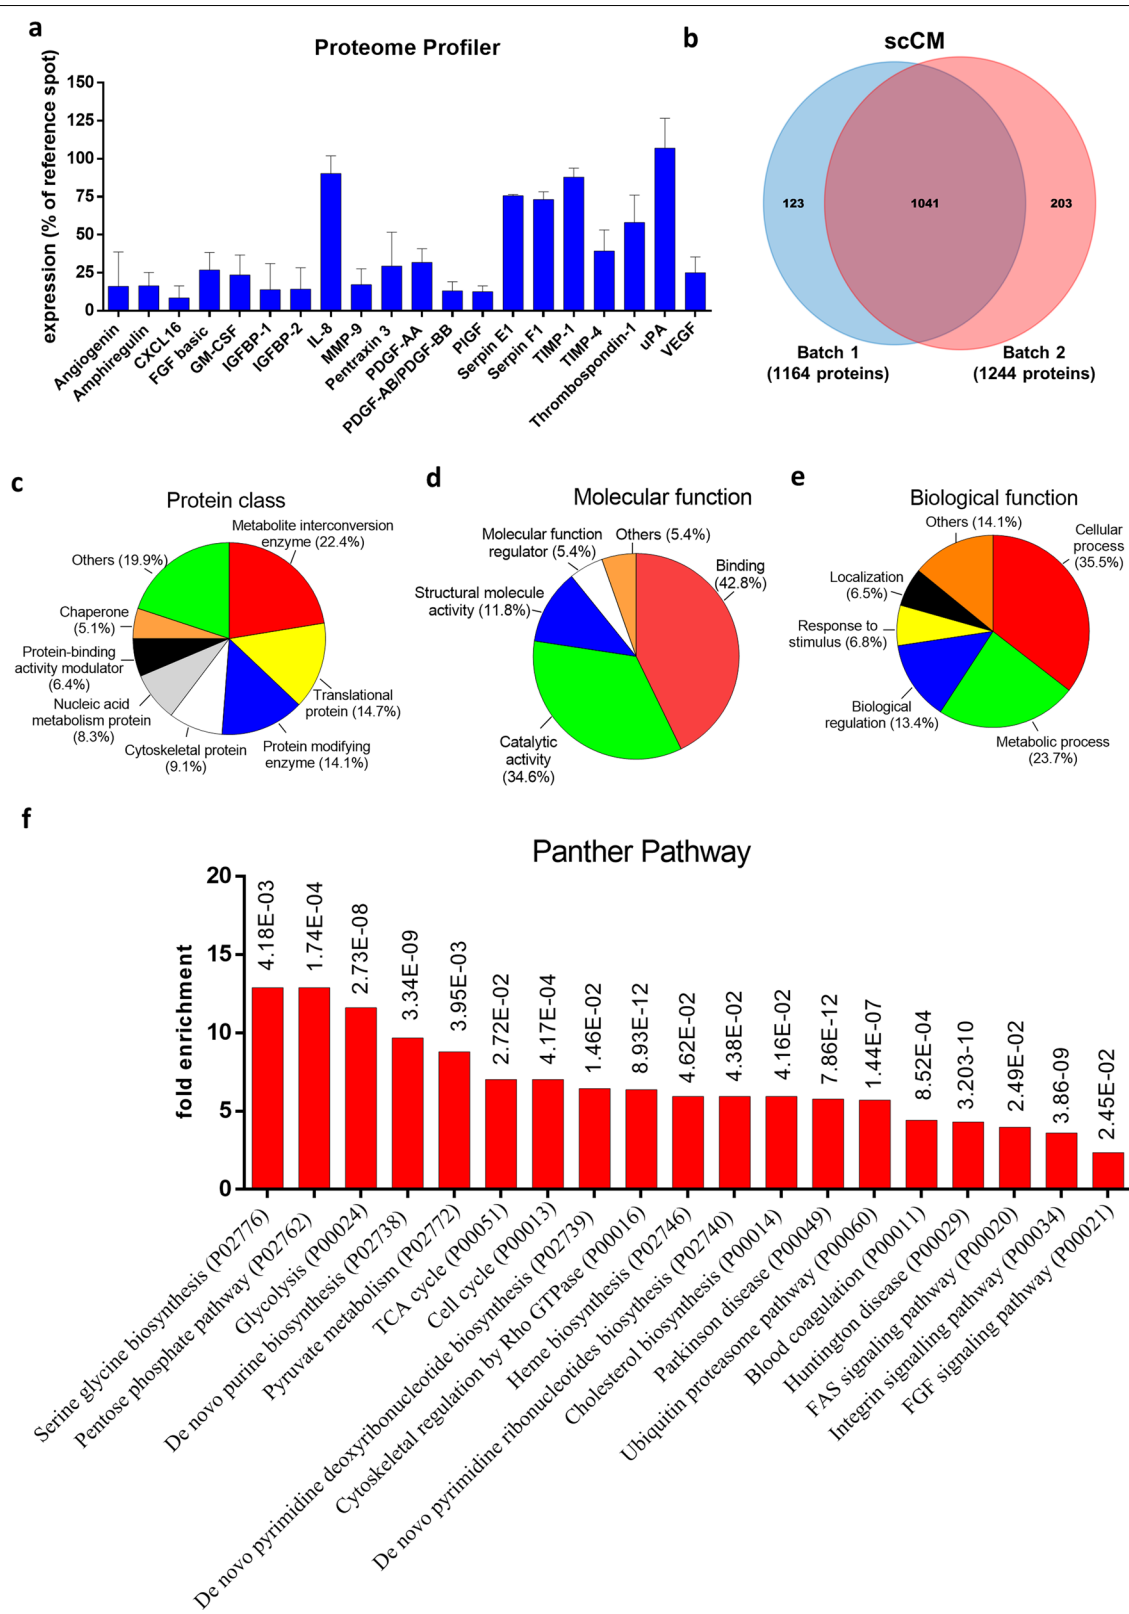 a
Proteome Profiler
expression (% of reference spot)
150
125
100
75
50
25
0
Angiogenin
Amphiregulin
CXCL16
FGF basic
GM-CSF
IGFBP-1
IGFBP-2
IL-8
MMP-9
Pentraxin 3
PDGF-AA
PDGF-AB/PDGF-BB
PlGF
Serpin E1
Serpin F1
TIMP-1
TIMP-4
Thrombospondin-1
uPA
VEGF
b
scCM
123
1041
203
Batch 1
(1164 proteins)
Batch 2
(1244 proteins)
c
Protein class
Metabolite interconversion
enzyme (22.4%)
Translational
protein (14.7%)
Protein modifying
enzyme (14.1%)
Cytoskeletal protein
(9.1%)
Nucleic acid
metabolism protein
(8.3%)
Protein-binding
activity modulator
(6.4%)
Chaperone
(5.1%)
Others (19.9%)
d
Molecular function
Binding
(42.8%)
Catalytic
activity
(34.6%)
Structural molecule
activity (11.8%)
Molecular function
regulator
(5.4%)
Others (5.4%)
e
Biological function
Cellular
process
(35.5%)
Metabolic process
(23.7%)
Biological
regulation (13.4%)
Response to
stimulus
(6.8%)
Localization
(6.5%)
Others (14.1%)
f
Panther Pathway
fold enrichment
20
15
10
5
0
4.18E-03
1.74E-04
2.73E-08
3.34E-09
3.95E-03
2.72E-02
4.17E-04
1.46E-02
8.93E-12
4.62E-02
4.38E-02
4.16E-02
7.86E-12
1.44E-07
8.52E-04
3.203-10
2.49E-02
3.86-09
2.45E-02
Serine glycine biosynthesis (P02776)
Pentose phosphate pathway (P02762)
Glycolysis (P00024)
De novo purine biosynthesis (P02738)
Pyruvate metabolism (P02772)
TCA cycle (P00051)
Cell cycle (P00013)
De novo pyrimidine deoxyribonucleotide biosynthesis (P02739)
Cytoskeletal regulation by Rho GTPase (P00016)
Heme biosynthesis (P02746)
De novo pyrimidine ribonucleotides biosythesis (P02740)
Cholesterol biosynthesis (P00014)
Parkinson disease (P00049)
Ubiquitin proteasome pathway (P00060)
Blood coagulation (P00011)
Huntington disease (P00029)
FAS signaling pathway (P00020)
Integrin signalling pathway (P00034)
FGF signaling pathway (P00021)